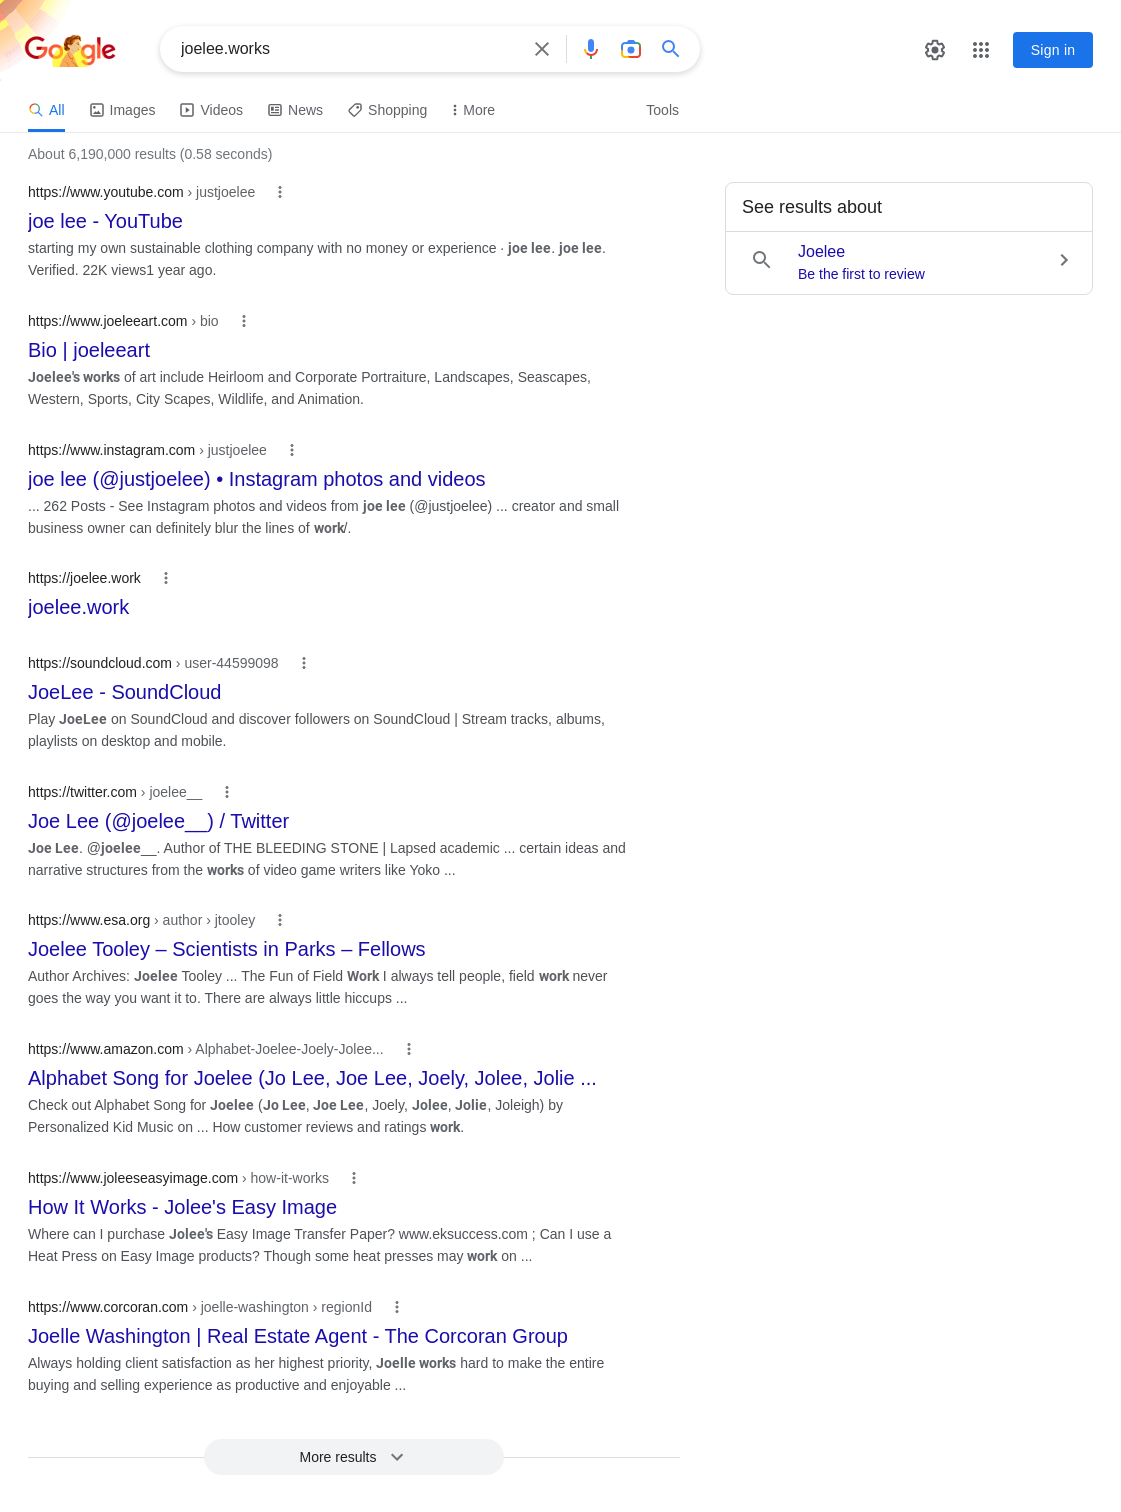 Google
joelee.works
Sign in
All Images Videos News Shopping More Tools
About 6,190,000 results (0.58 seconds)
https://www.youtube.com › justjoelee
joe lee - YouTube
starting my own sustainable clothing company with no money or experience · joe lee. joe lee.
Verified. 22K views1 year ago.
https://www.joeleeart.com › bio
Bio | joeleeart
Joelee's works of art include Heirloom and Corporate Portraiture, Landscapes, Seascapes,
Western, Sports, City Scapes, Wildlife, and Animation.
https://www.instagram.com › justjoelee
joe lee (@justjoelee) • Instagram photos and videos
... 262 Posts - See Instagram photos and videos from joe lee (@justjoelee) ... creator and small
business owner can definitely blur the lines of work/.
https://joelee.work
joelee.work
https://soundcloud.com › user-44599098
JoeLee - SoundCloud
Play JoeLee on SoundCloud and discover followers on SoundCloud | Stream tracks, albums,
playlists on desktop and mobile.
https://twitter.com › joelee__
Joe Lee (@joelee__) / Twitter
Joe Lee. @joelee__. Author of THE BLEEDING STONE | Lapsed academic ... certain ideas and
narrative structures from the works of video game writers like Yoko ...
https://www.esa.org › author › jtooley
Joelee Tooley – Scientists in Parks – Fellows
Author Archives: Joelee Tooley ... The Fun of Field Work I always tell people, field work never
goes the way you want it to. There are always little hiccups ...
https://www.amazon.com › Alphabet-Joelee-Joely-Jolee...
Alphabet Song for Joelee (Jo Lee, Joe Lee, Joely, Jolee, Jolie ...
Check out Alphabet Song for Joelee (Jo Lee, Joe Lee, Joely, Jolee, Jolie, Joleigh) by
Personalized Kid Music on ... How customer reviews and ratings work.
https://www.joleeseasyimage.com › how-it-works
How It Works - Jolee's Easy Image
Where can I purchase Jolee's Easy Image Transfer Paper? www.eksuccess.com ; Can I use a
Heat Press on Easy Image products? Though some heat presses may work on ...
https://www.corcoran.com › joelle-washington › regionId
Joelle Washington | Real Estate Agent - The Corcoran Group
Always holding client satisfaction as her highest priority, Joelle works hard to make the entire
buying and selling experience as productive and enjoyable ...
More results
See results about
Joelee
Be the first to review